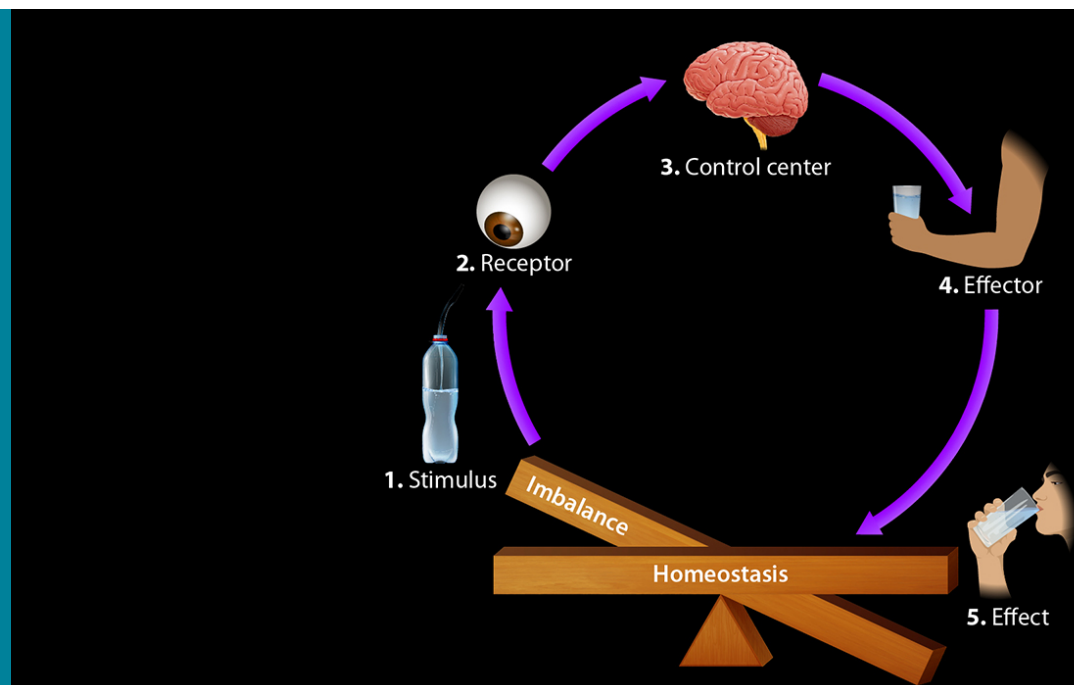 3. Control center
2. Receptor
4. Effector
1. Stimulus
Imbalance
Homeostasis
5. Effect